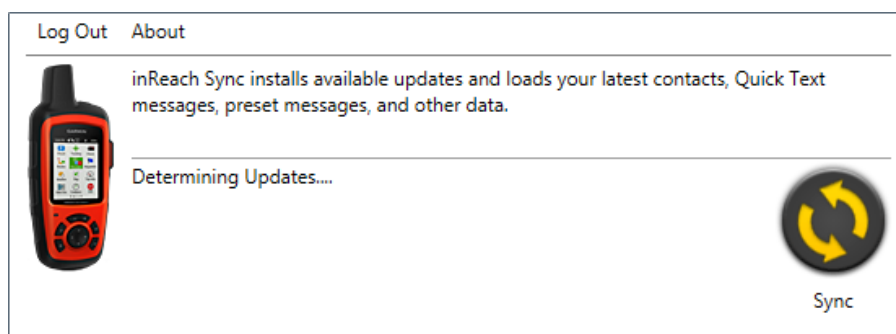 Log Out About
inReach Sync installs available updates and loads your latest contacts, Quick Text
messages, preset messages, and other data.
Determining Updates....
Sync